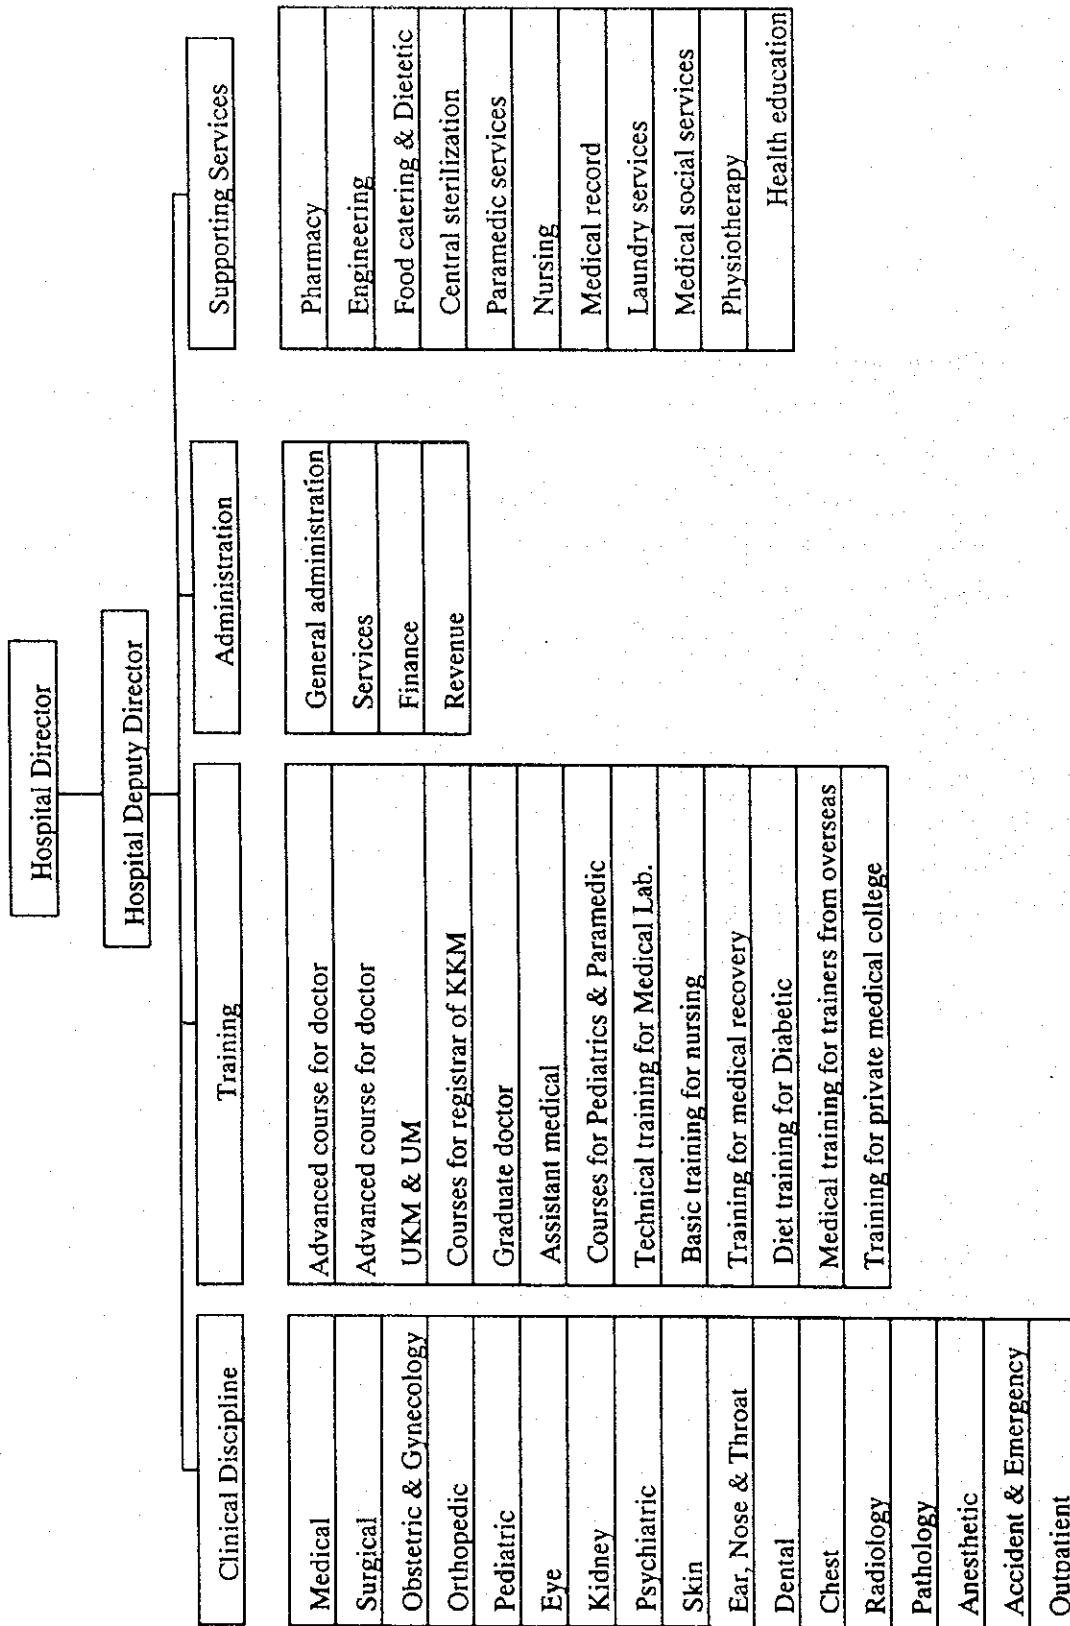 Hospital Director
Hospital Deputy Director
Clinical Discipline
Medical
Surgical
Obstetric & Gynecology
Orthopedic
Pediatric
Eye
Kidney
Psychiatric
Skin
Ear, Nose & Throat
Dental
Chest
Radiology
Pathology
Anesthetic
Accident & Emergency
Outpatient
Training
Advanced course for doctor
Advanced course for doctor
UKM & UM
Courses for registrar of KKM
Graduate doctor
Assistant medical
Courses for Pediatrics & Paramedic
Technical training for Medical Lab.
Basic training for nursing
Training for medical recovery
Diet training for Diabetic
Medical training for trainers from overseas
Training for private medical college
Administration
General administration
Services
Finance
Revenue
Supporting Services
Pharmacy
Engineering
Food catering & Dietetic
Central sterilization
Paramedic services
Nursing
Medical record
Laundry services
Medical social services
Physiotherapy
Health education